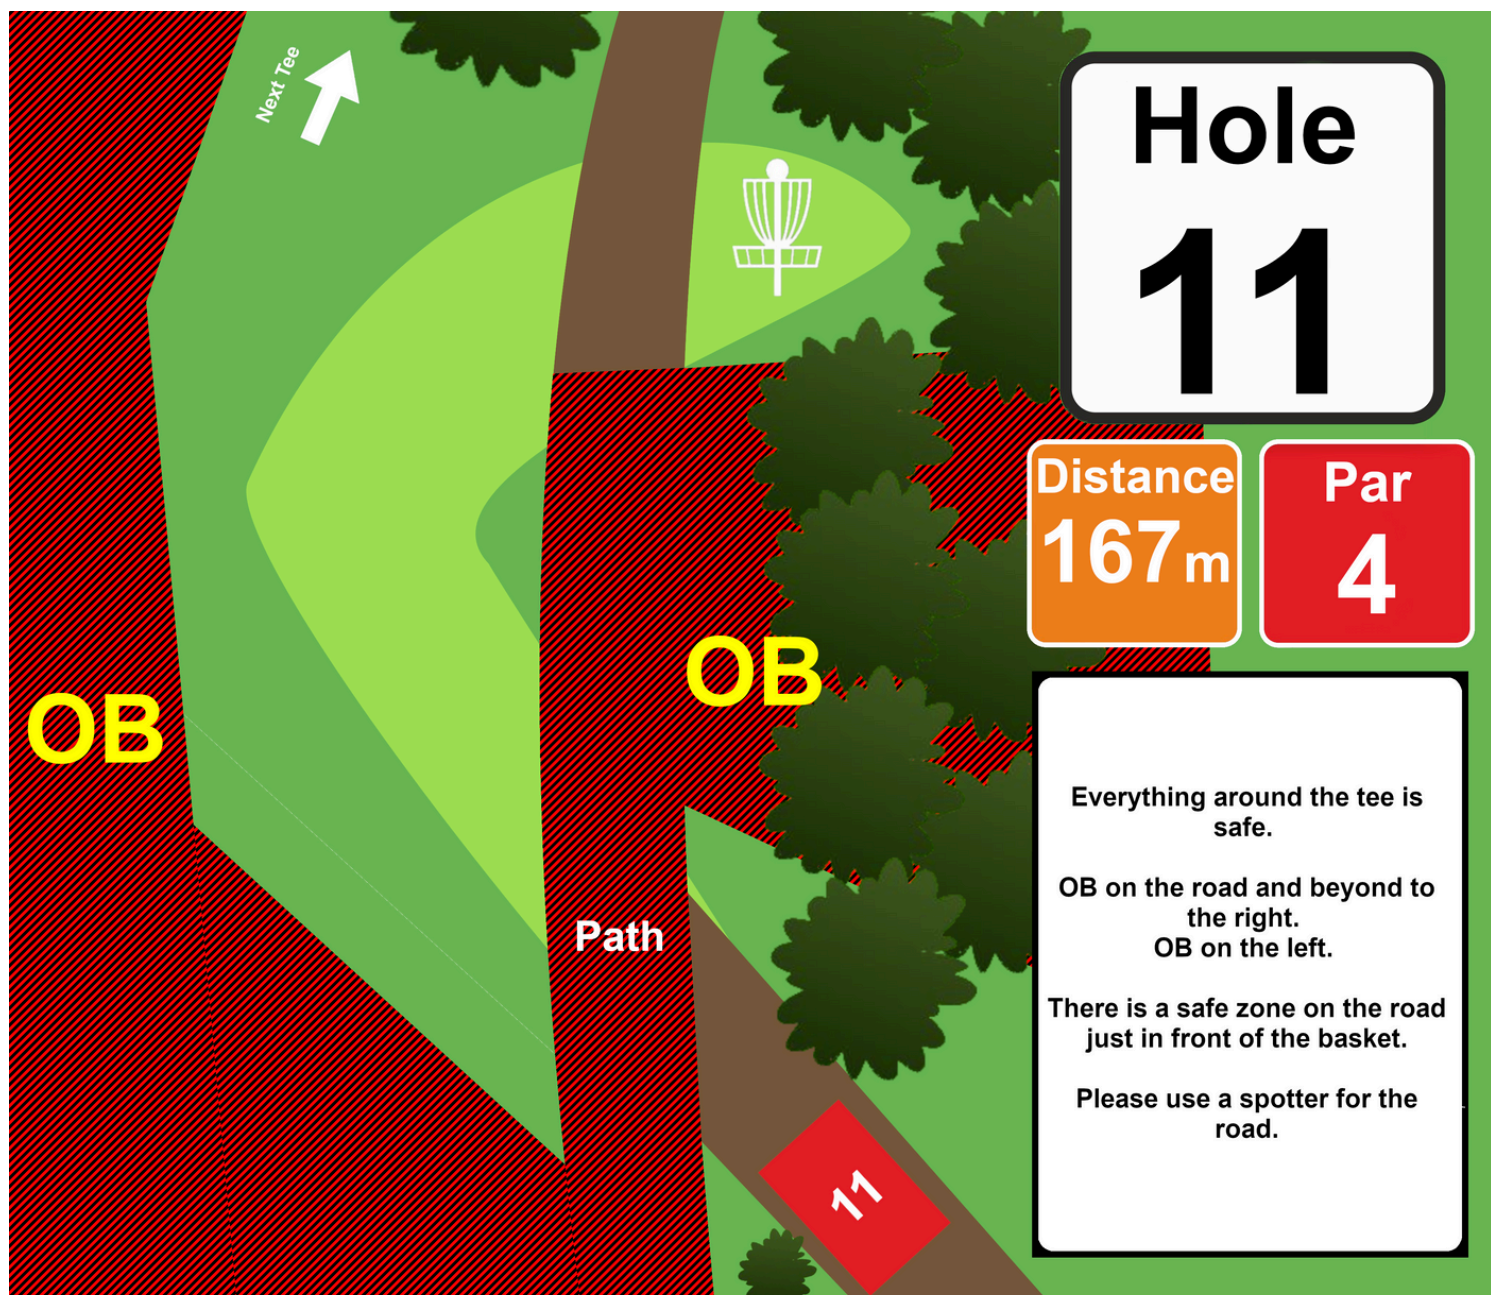 Next Tee
Hole
11
Distance
167m
Par
4
OB
OB
Everything around the tee is
safe.
OB on the road and beyond to
the right.
OB on the left.
There is a safe zone on the road
just in front of the basket.
Please use a spotter for the
road.
Path
11